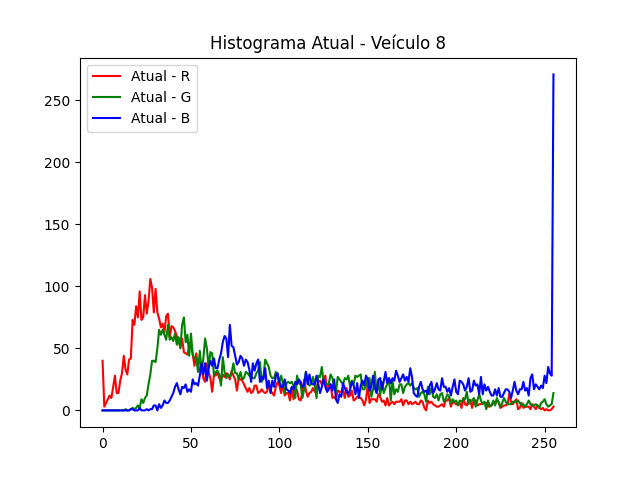 Histograma Atual - Veículo 8
Atual - R
Atual - G
Atual - B
250
200
150
100
50
0
0 50 100 150 200 250